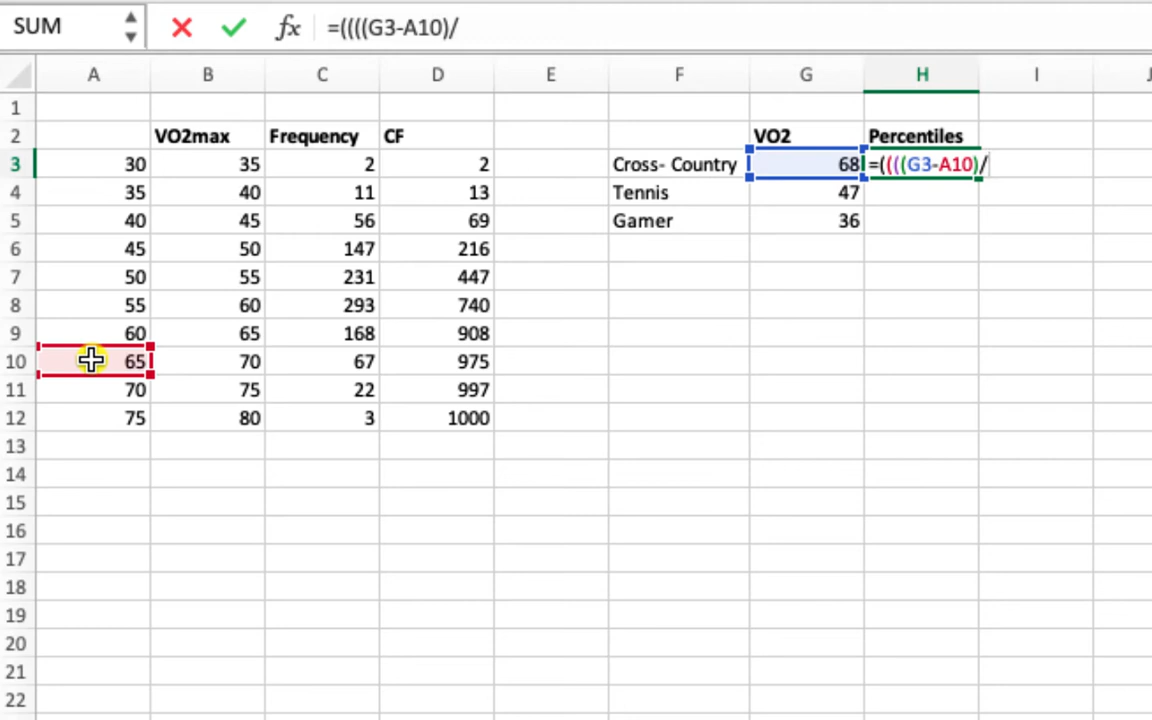 SUM fx =((((G3-A10)/
A B C D E F G H I J
1
2 VO2max Frequency CF VO2 Percentiles
3 30 35 2 2 Cross- Country 68 =((((G3-A10)/
4 35 40 11 13 Tennis 47
5 40 45 56 69 Gamer 36
6 45 50 147 216
7 50 55 231 447
8 55 60 293 740
9 60 65 168 908
10 65 70 67 975
11 70 75 22 997
12 75 80 3 1000
13
14
15
16
17
18
19
20
21
22